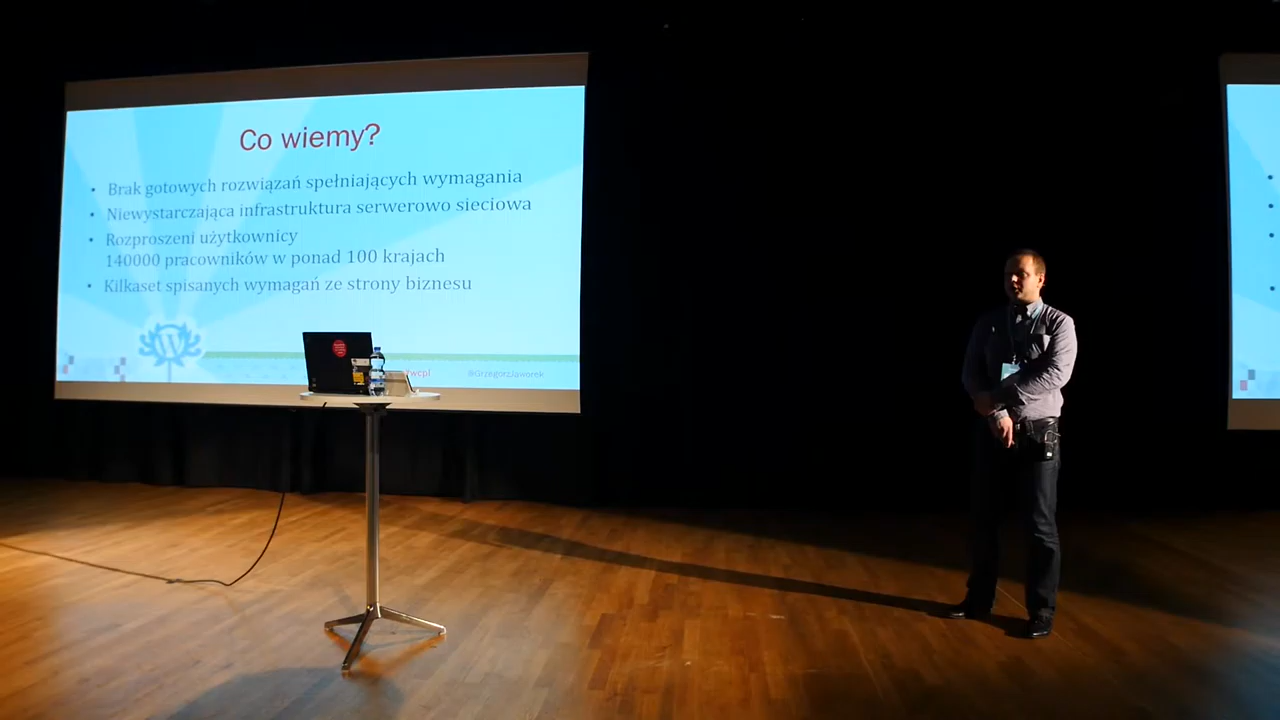 Co wiemy?
• Brak gotowych rozwiązań spełniających wymagania
• Niewystarczająca infrastruktura serwerowo sieciowa
• Rozproszeni użytkownicy
140000 pracowników w ponad 100 krajach
• Kilkaset spisanych wymagań ze strony biznesu
wcpl @GrzegorzJaworek